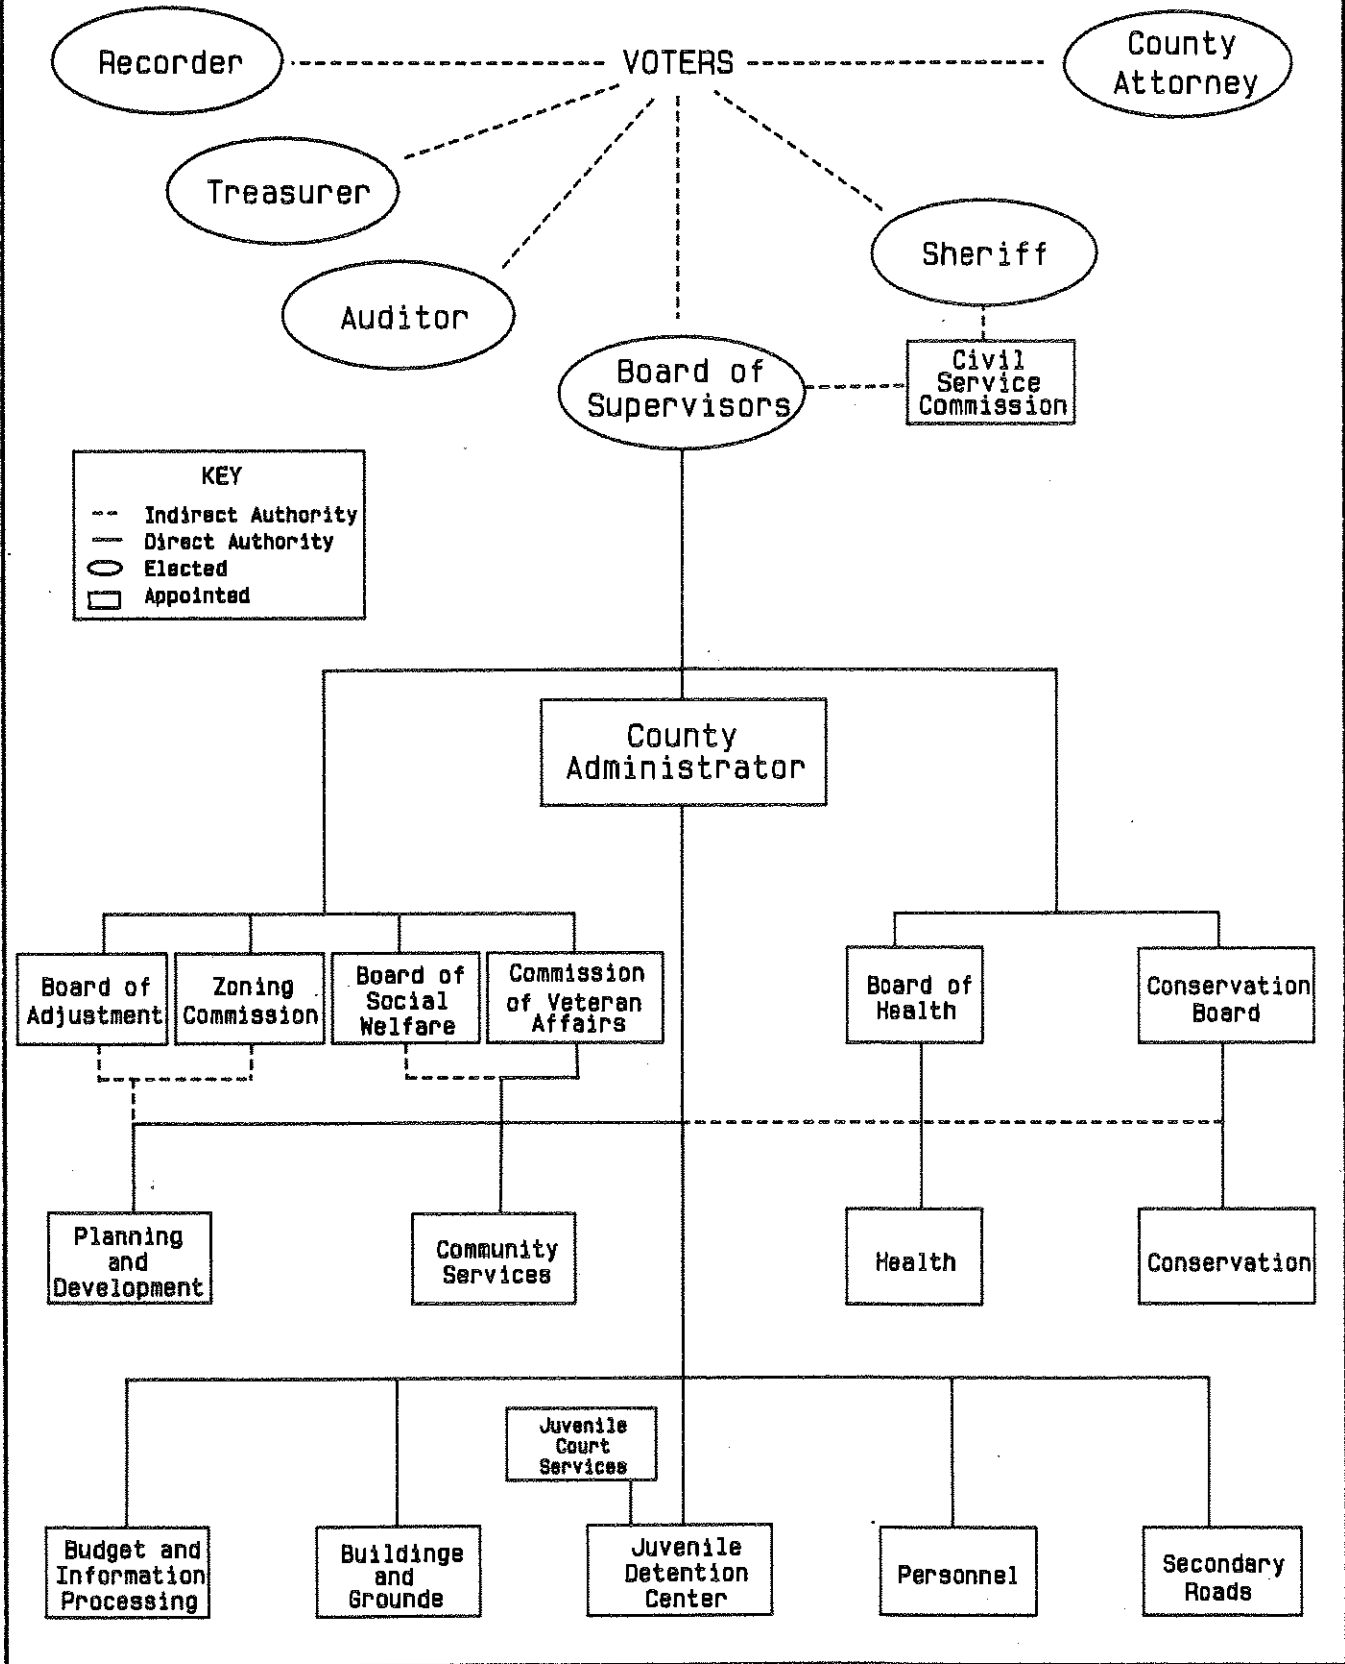 Recorder
VOTERS
County
Attorney
Treasurer
Sheriff
Auditor
Board of
Supervisors
Civil
Service
Commission
KEY
Indirect Authority
Direct Authority
Elected
Appointed
County
Administrator
Board of
Adjustment
Zoning
Commission
Board of
Social
Welfare
Commission
of Veteran
Affairs
Board of
Health
Conservation
Board
Planning
and
Development
Community
Services
Health
Conservation
Juvenile
Court
Services
Budget and
Information
Processing
Buildings
and
Grounds
Juvenile
Detention
Center
Personnel
Secondary
Roads